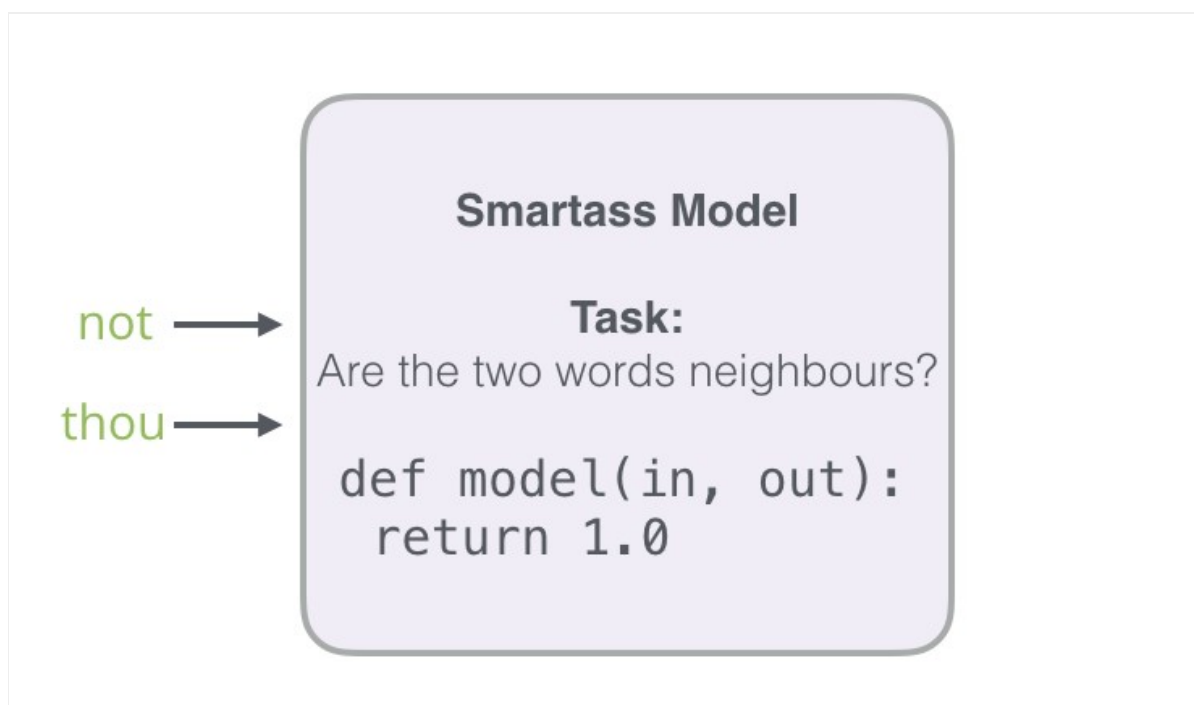 Smartass Model
not
Task:
Are the two words neighbours?
thou
def model(in, out):
return 1.0